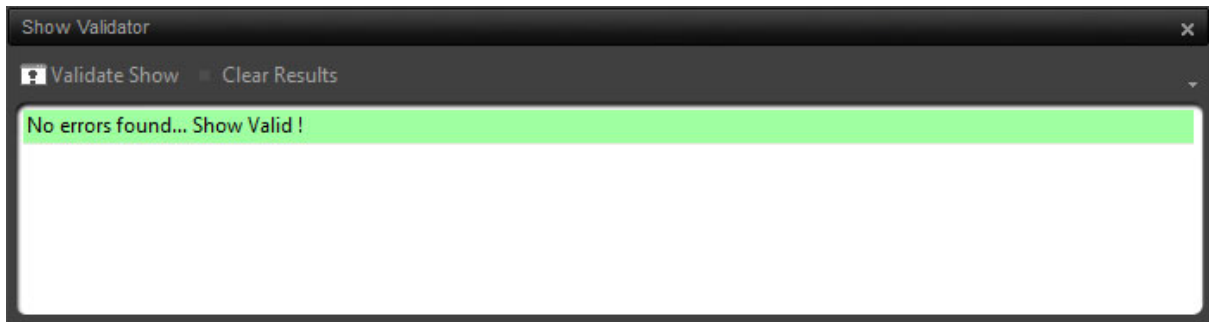 Show Validator
Validate Show Clear Results
No errors found... Show Valid !